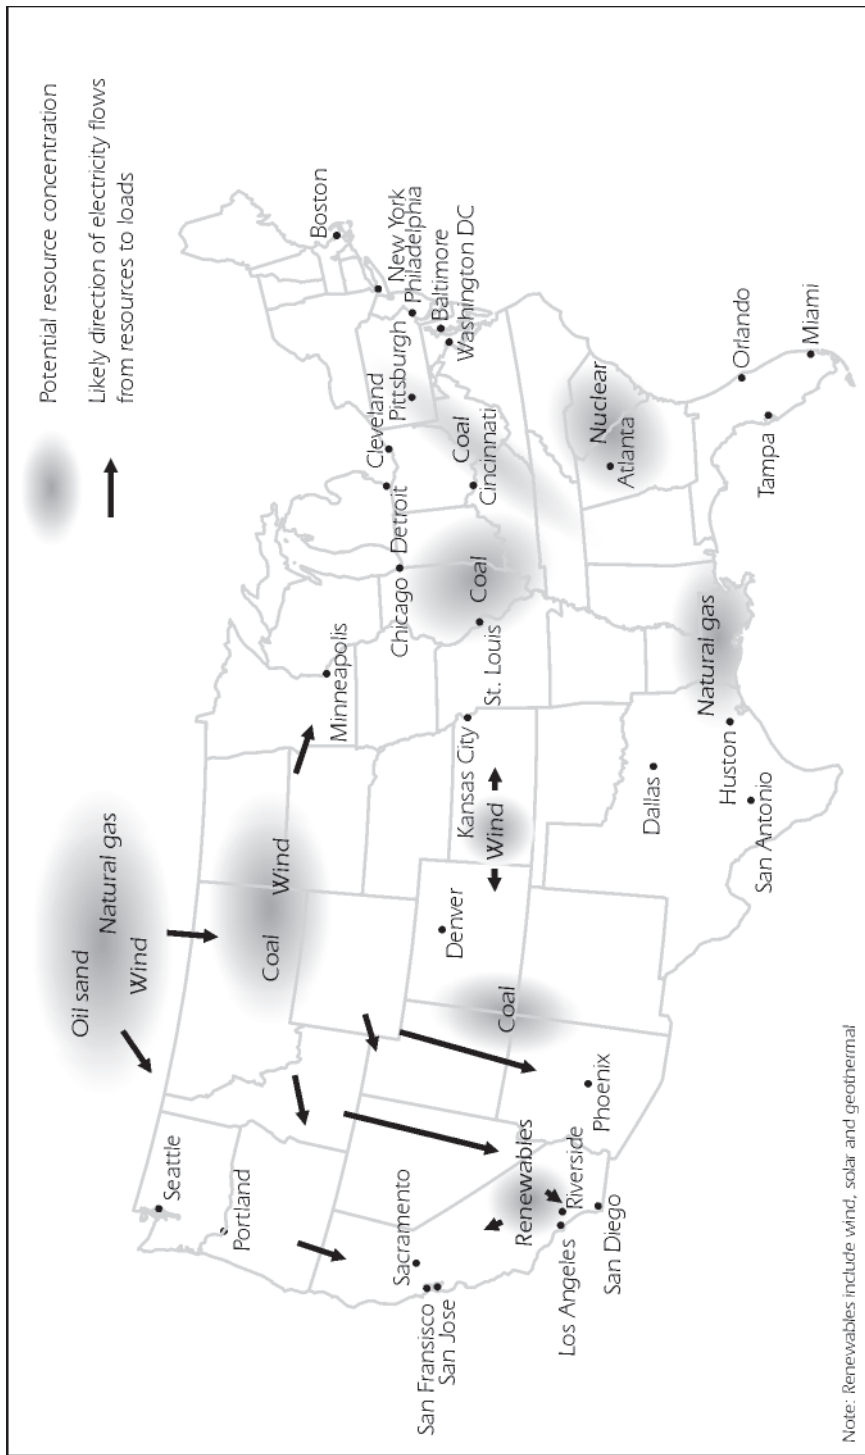 Potential resource concentration
Likely direction of electricity flows
from resources to loads
Oil sand
Natural gas
Wind
Seattle
Portland
Coal
Wind
Minneapolis
Boston
New York
Philadelphia
Baltimore
Washington DC
Pittsburgh
Cleveland
Detroit
Chicago
Coal
Cincinnati
Coal
St. Louis
Kansas City
Wind
Denver
Coal
Sacramento
San Fransisco
San Jose
Renewables
Riverside
Los Angeles
San Diego
Phoenix
Nuclear
Atlanta
Dallas
Natural gas
Huston
San Antonio
Orlando
Tampa
Miami
Note: Renewables include wind, solar and geothermal